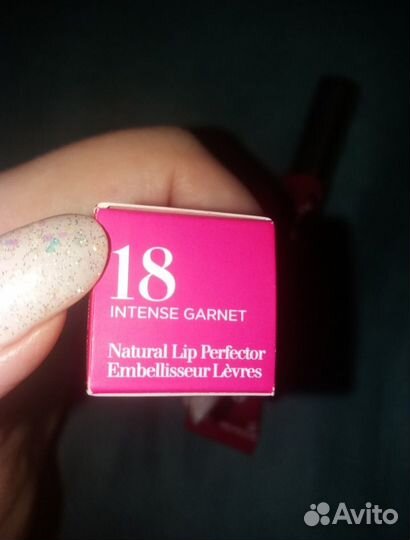 18
INTENSE GARNET
Natural Lip Perfector
Embellisseur Lèvres
Avito